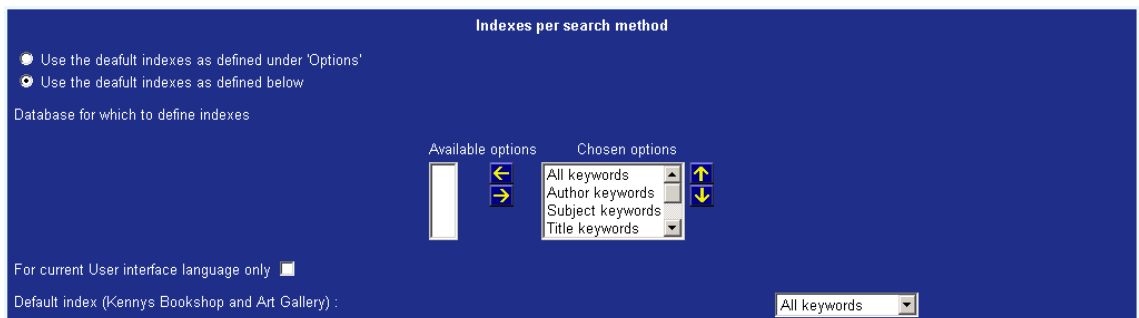 Indexes per search method
Use the deafult indexes as defined under 'Options'
Use the deafult indexes as defined below
Database for which to define indexes
Available options Chosen options
All keywords
Author keywords
Subject keywords
Title keywords
For current User interface language only
Default index (Kennys Bookshop and Art Gallery) : All keywords